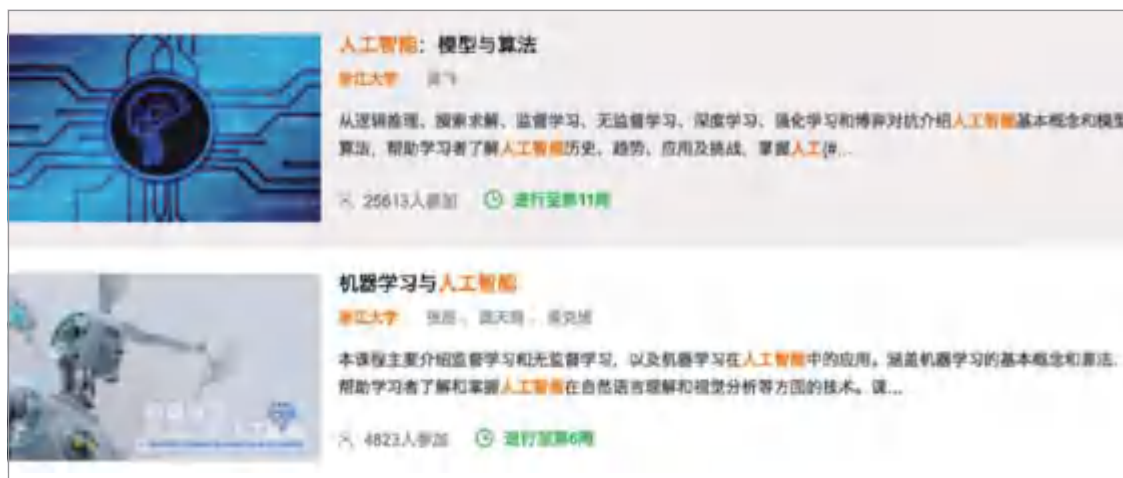 人工智能：模型与算法
浙江大学
从逻辑推理、搜索求解、监督学习、无监督学习、深度学习、强化学习和博弈对抗介绍人工智能基本概念和模型
算法，帮助学习者了解人工智能历史、趋势、应用及挑战，掌握人工(#...
25613人参加 进行至第11周
机器学习与人工智能
浙江大学
本课程主要介绍监督学习和无监督学习，以及机器学习在人工智能中的应用。涵盖机器学习的基本概念和算法，
帮助学习者了解和掌握人工智能在自然语言理解和视觉分析等方面的技术。课...
4823人参加 进行至第6周